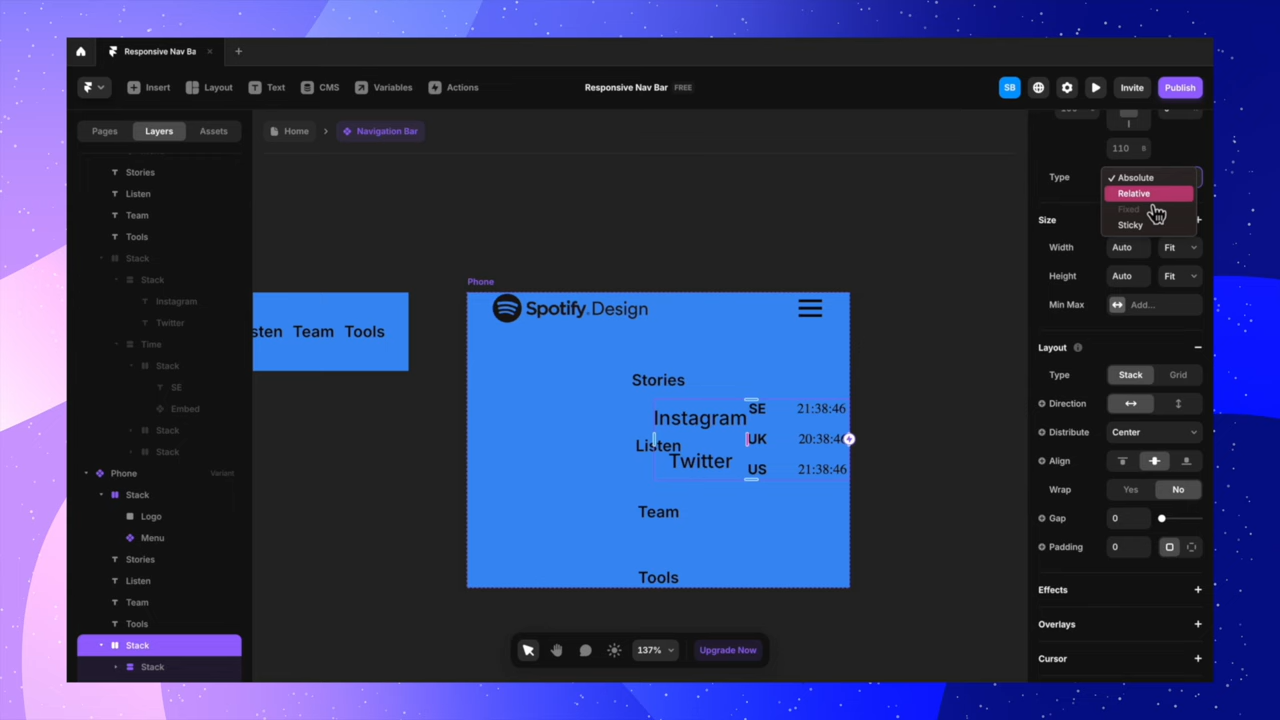 Responsive Nav Ba
Insert
Layout
Text
CMS
Variables
Actions
Responsive Nav Bar FREE
SB
Invite
Publish
Pages
Layers
Assets
Home
Navigation Bar
Stories
Listen
Team
Tools
Stack
Stack
Instagram
Twitter
Time
Stack
SE
Embed
Stack
Stack
Phone Variant
Stack
Logo
Menu
Stories
Listen
Team
Tools
Stack
Stack
sten Team Tools
Phone
Spotify.Design
Stories
Instagram
Listen
Twitter
SE 21:38:46
UK 20:38:46
US 21:38:46
Team
Tools
137%
Upgrade Now
110
Type
Absolute
Relative
Fixed
Sticky
Size
Width Auto Fit
Height Auto Fit
Min Max Add...
Layout
Type Stack Grid
Direction
Distribute Center
Align
Wrap Yes No
Gap 0
Padding 0
Effects
Overlays
Cursor